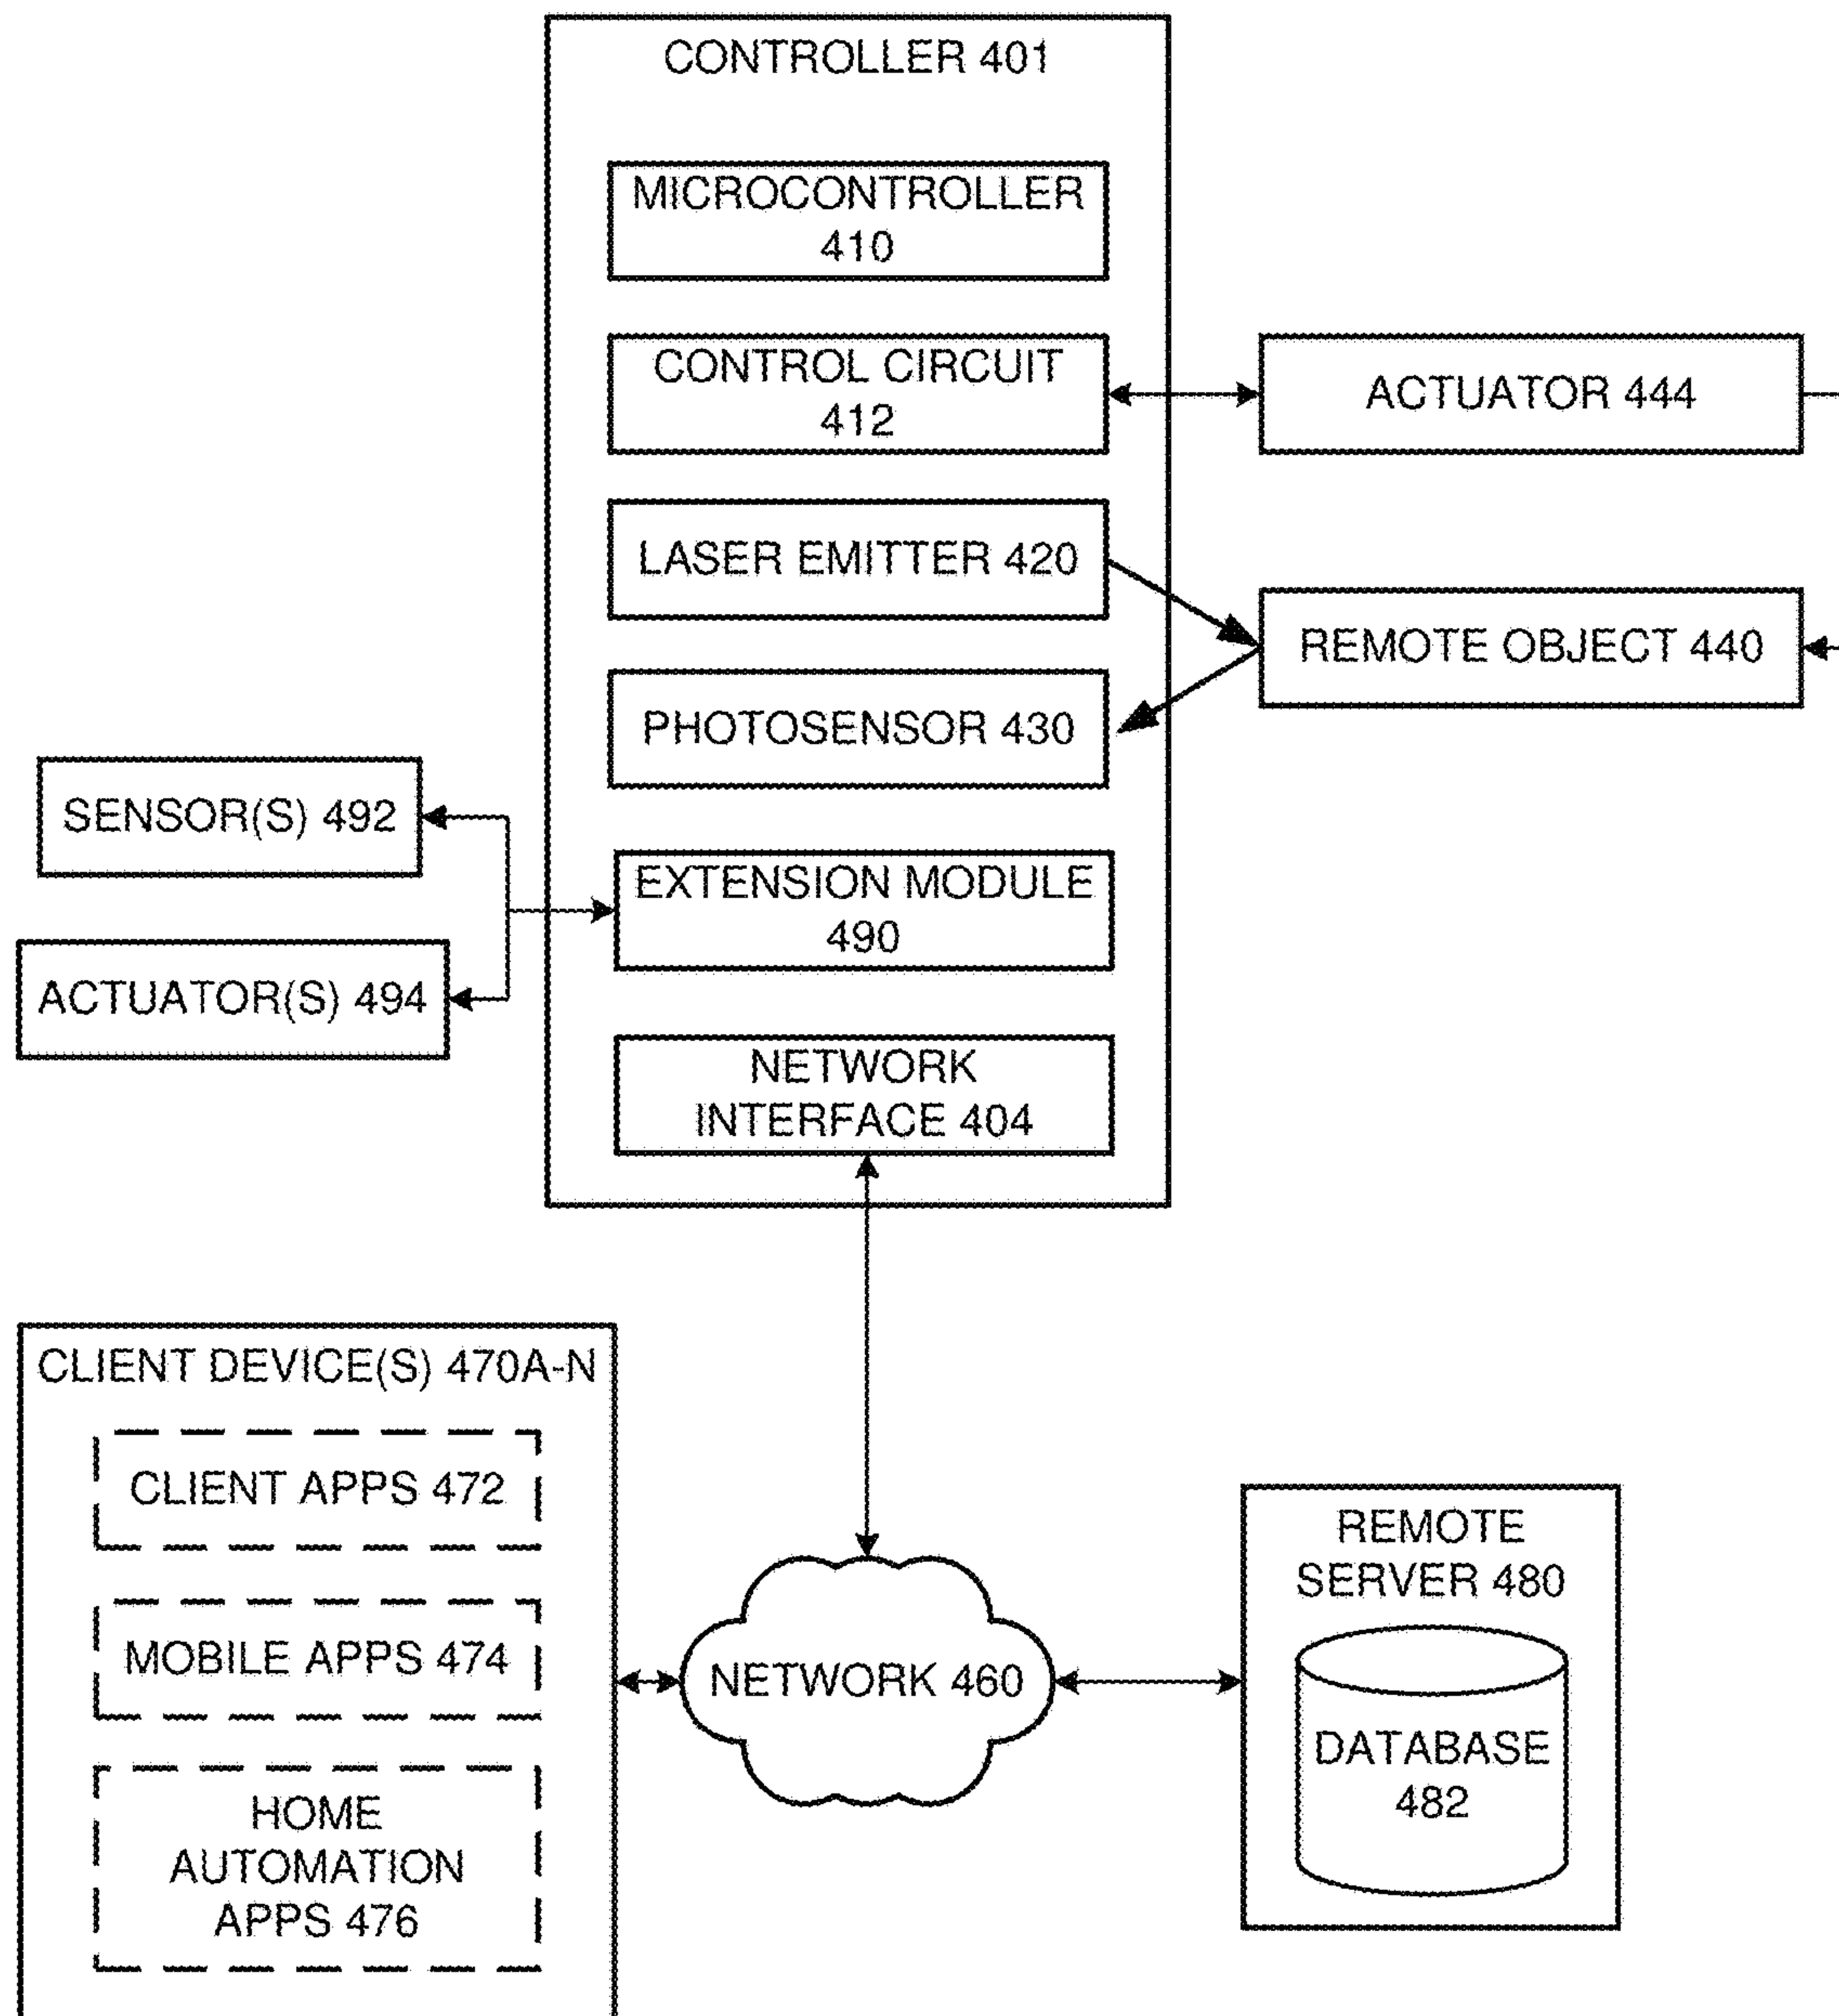 CONTROLLER 401
MICROCONTROLLER
410
CONTROL CIRCUIT
412
ACTUATOR 444
LASER EMITTER 420
REMOTE OBJECT 440
PHOTOSENSOR 430
SENSOR(S) 492
EXTENSION MODULE
490
ACTUATOR(S) 494
NETWORK
INTERFACE 404
CLIENT DEVICE(S) 470A-N
CLIENT APPS 472
MOBILE APPS 474
HOME
AUTOMATION
APPS 476
NETWORK 460
REMOTE
SERVER 480
DATABASE
482